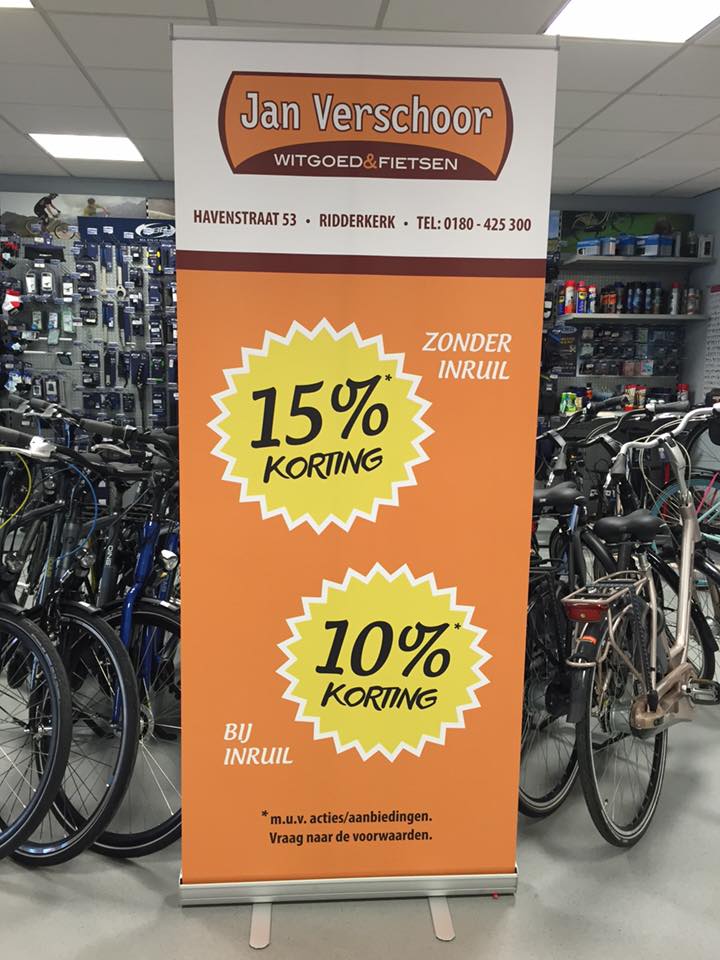 Jan Verschoor
WITGOED&FIETSEN
HAVENSTRAAT 53 • RIDDERKERK • TEL: 0180 - 425 300
ZONDER
INRUIL
15%*
KORTING
10%*
KORTING
BIJ
INRUIL
* m.u.v. acties/aanbiedingen.
Vraag naar de voorwaarden.